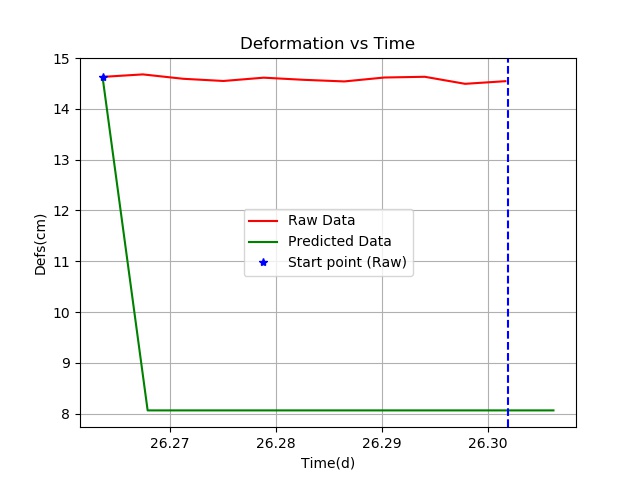 Deformation vs Time
Defs(cm)
15
14
13
12
11
10
9
8
Raw Data
Predicted Data
Start point (Raw)
26.27 26.28 26.29 26.30
Time(d)